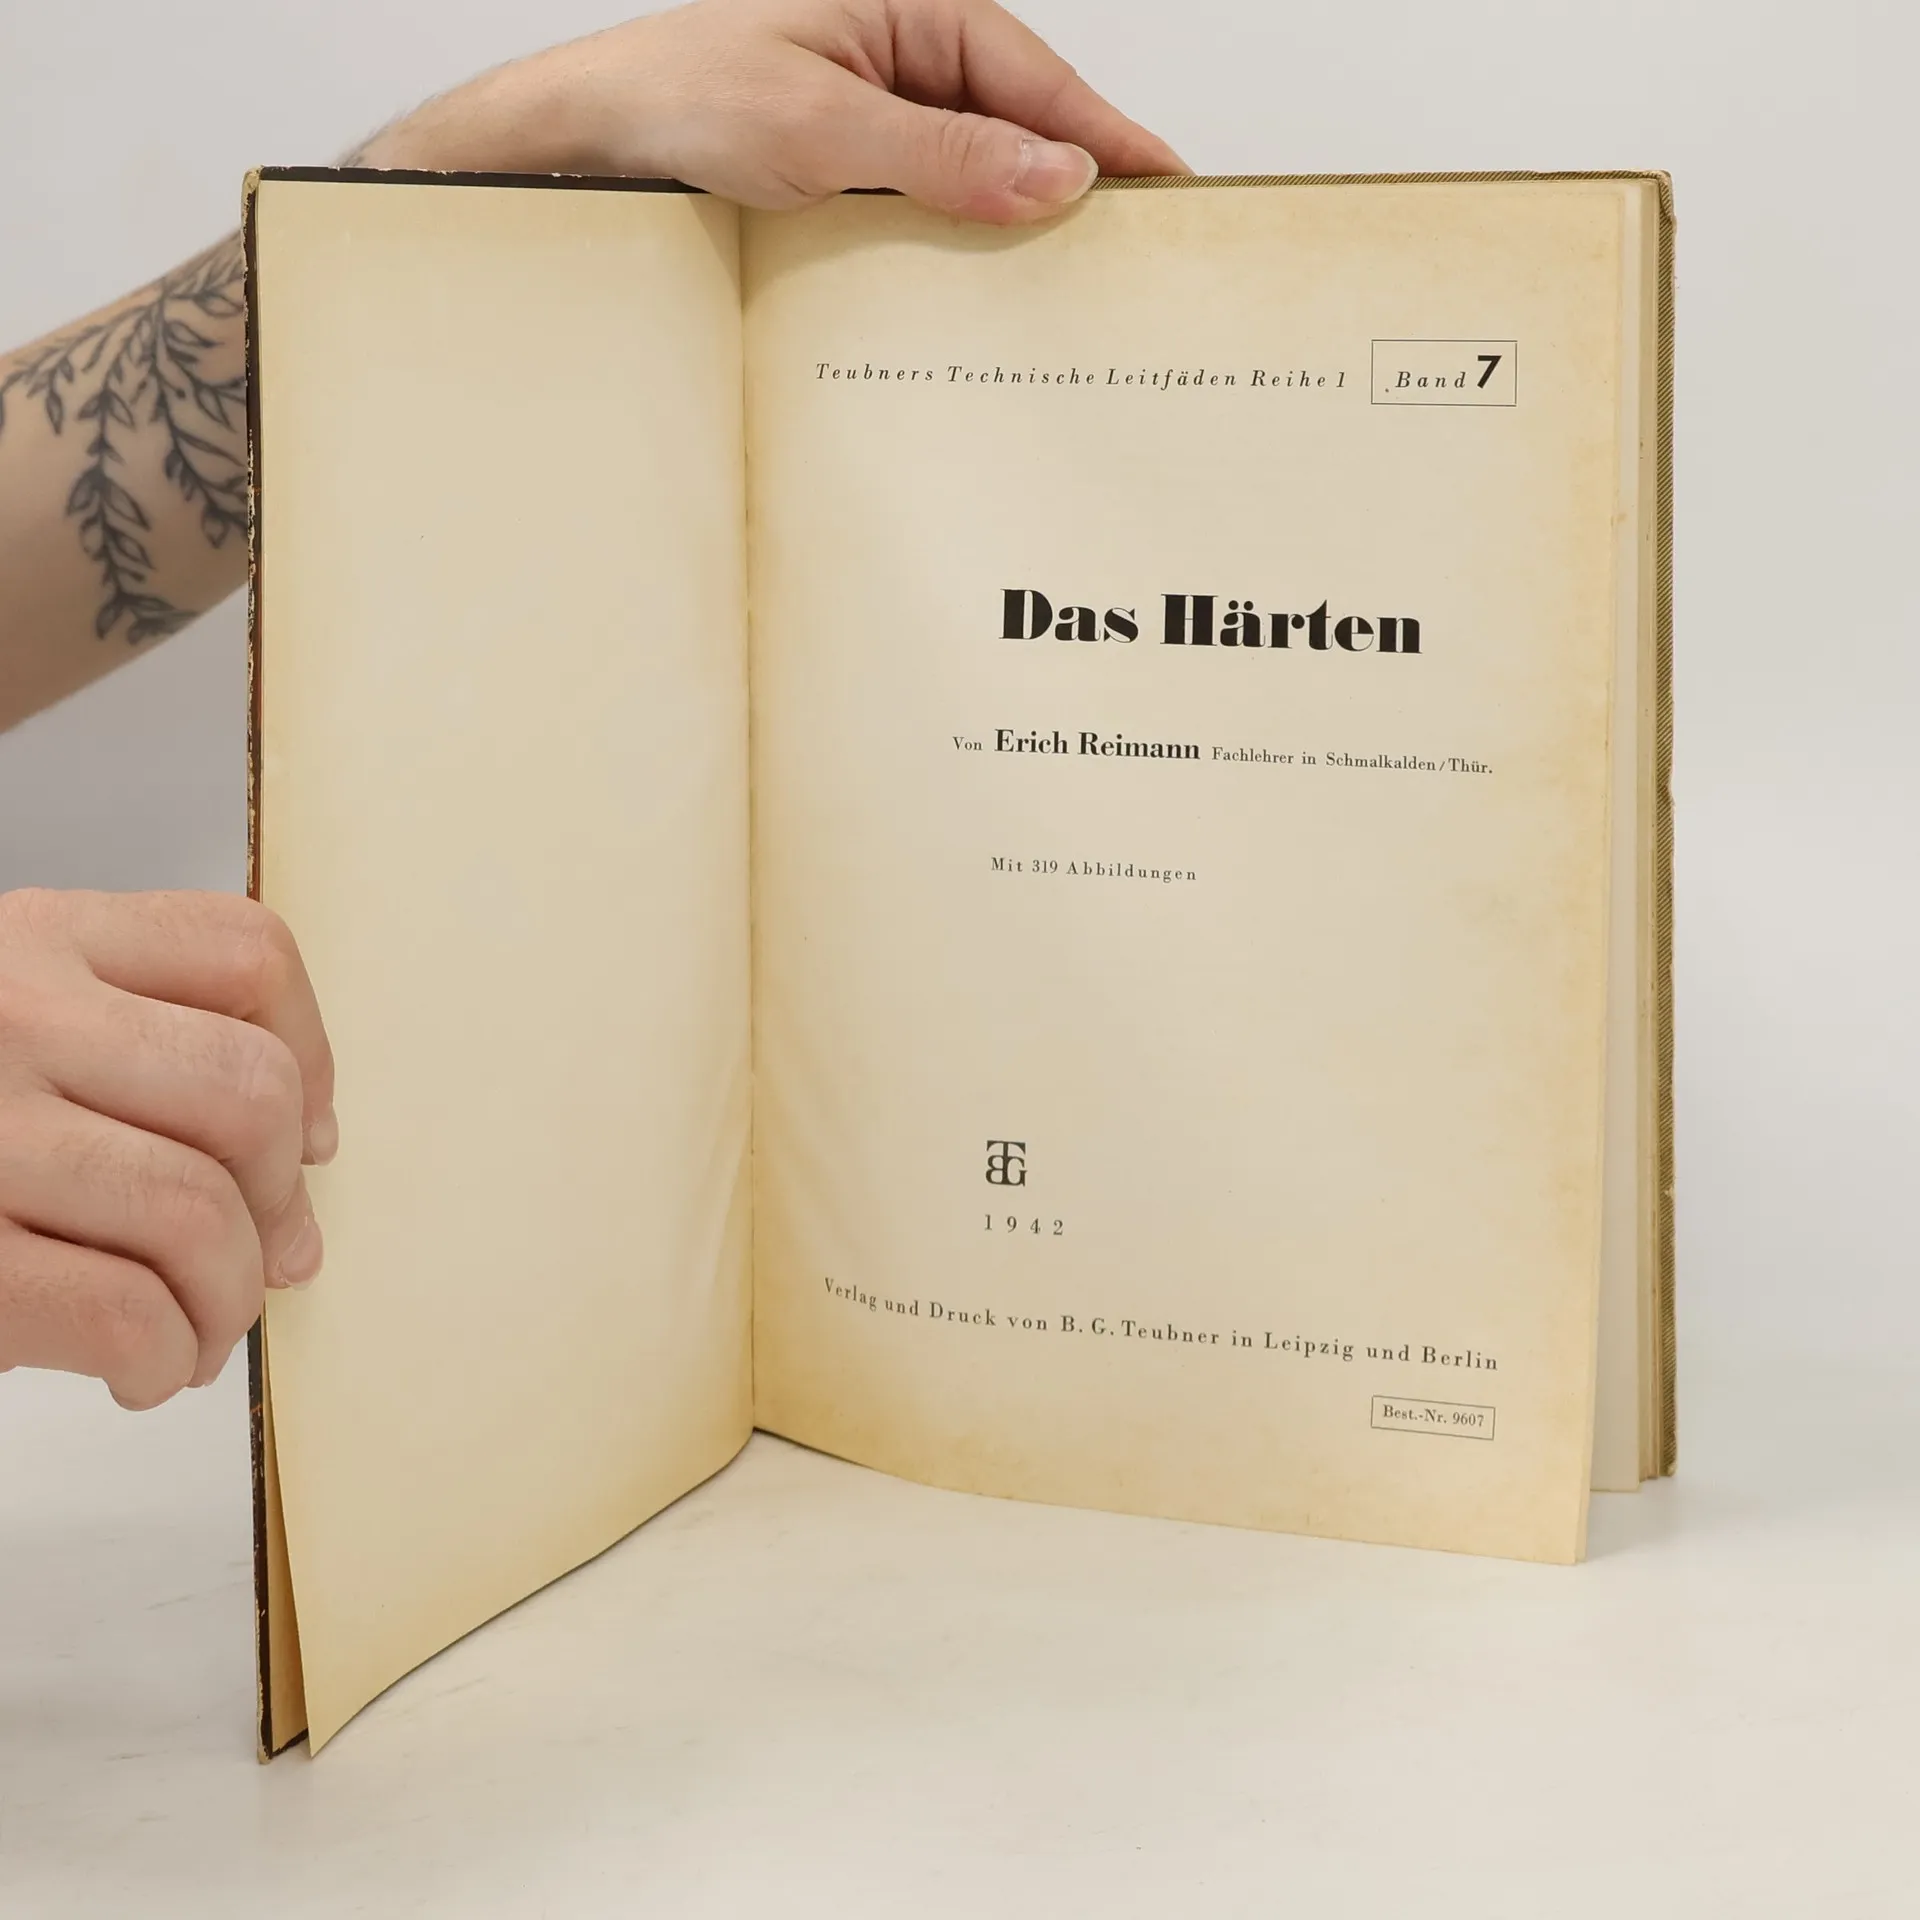 Teubners Technische Leitfäden Reihe 1 Band 7
Das Härten
Von Erich Reimann Fachlehrer in Schmalkalden/Thür.
Mit 319 Abbildungen
BTG
1942
Verlag und Druck von B. G. Teubner in Leipzig und Berlin
Best.-Nr. 9607